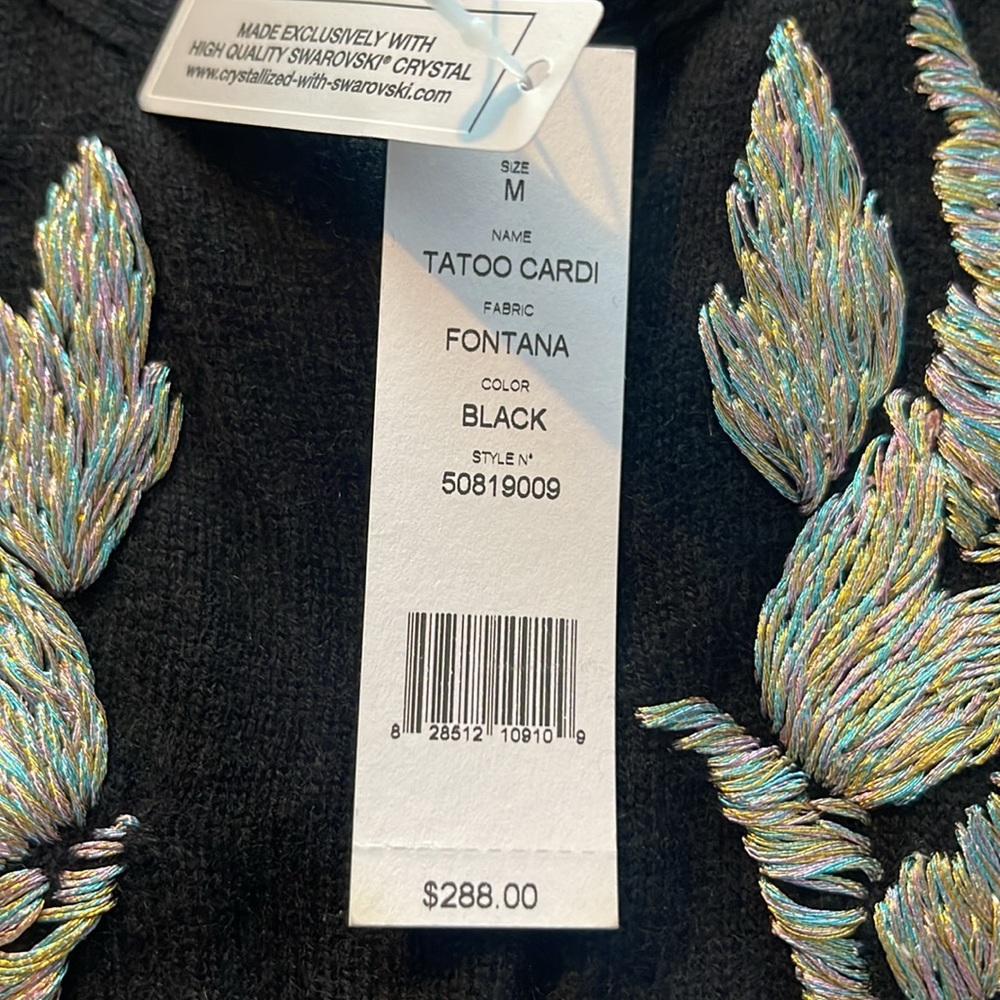 MADE EXCLUSIVELY WITH
HIGH QUALITY SWAROVSKI® CRYSTAL
www.crystallized-with-swarovski.com
SIZE
M
NAME
TATOO CARDI
FABRIC
FONTANA
COLOR
BLACK
STYLE N°
50819009
8 28512 10910 9
$288.00